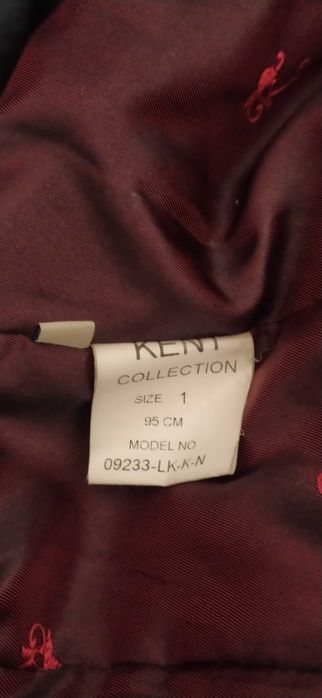 KENT
COLLECTION
SIZE 1
95 CM
MODEL NO
09233-LK-K-N